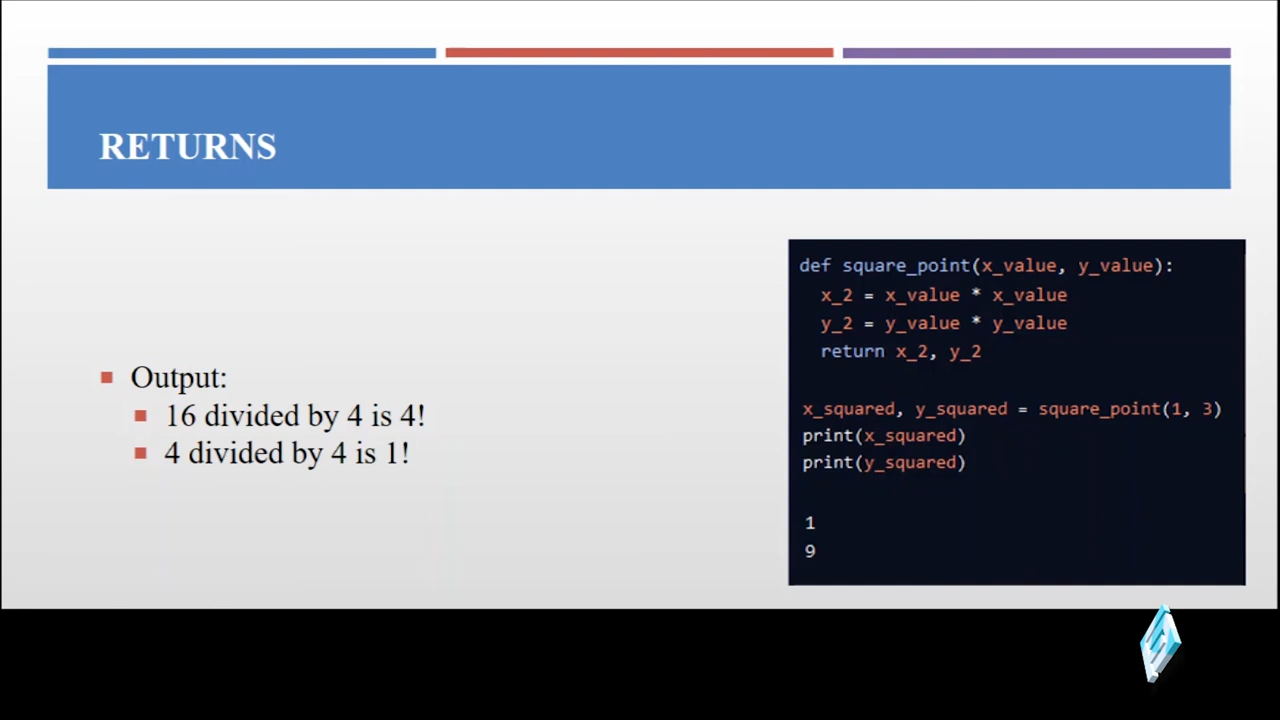 RETURNS
Output:
16 divided by 4 is 4!
4 divided by 4 is 1!
def square_point(x_value, y_value):
x_2 = x_value * x_value
y_2 = y_value * y_value
return x_2, y_2
x_squared, y_squared = square_point(1, 3)
print(x_squared)
print(y_squared)
1
9